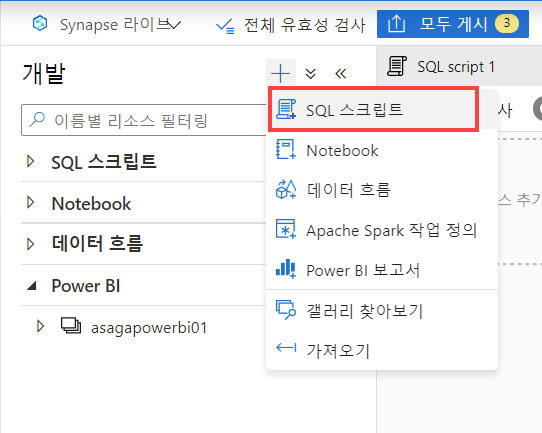 Synapse 라이브
전체 유효성 검사
모두 게시 3
개발
SQL script 1
이름별 리소스 필터링
SQL 스크립트
Notebook
데이터 흐름
Power BI
asagapowerbi01
SQL 스크립트
Notebook
데이터 흐름
Apache Spark 작업 정의
Power BI 보고서
갤러리 찾아보기
가져오기
사
스 추가